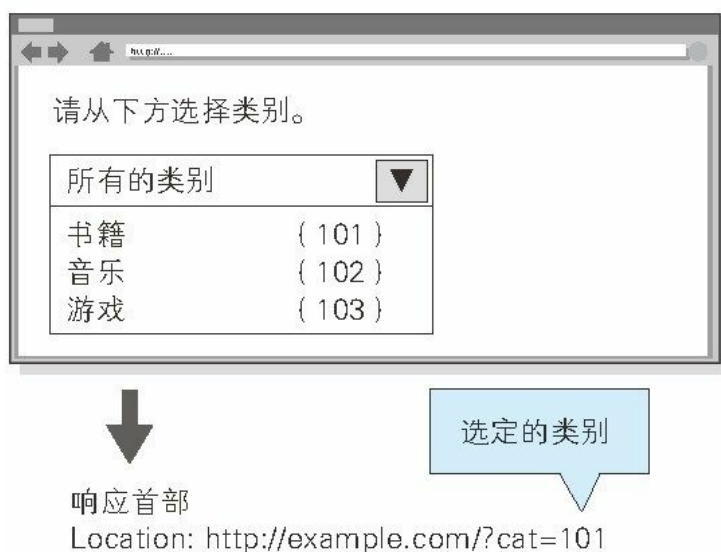 http://....
请从下方选择类别。
所有的类别 ▼
书籍 { 101 }
音乐 { 102 }
游戏 { 103 }
选定的类别
响应首部
Location: http://example.com/?cat=101